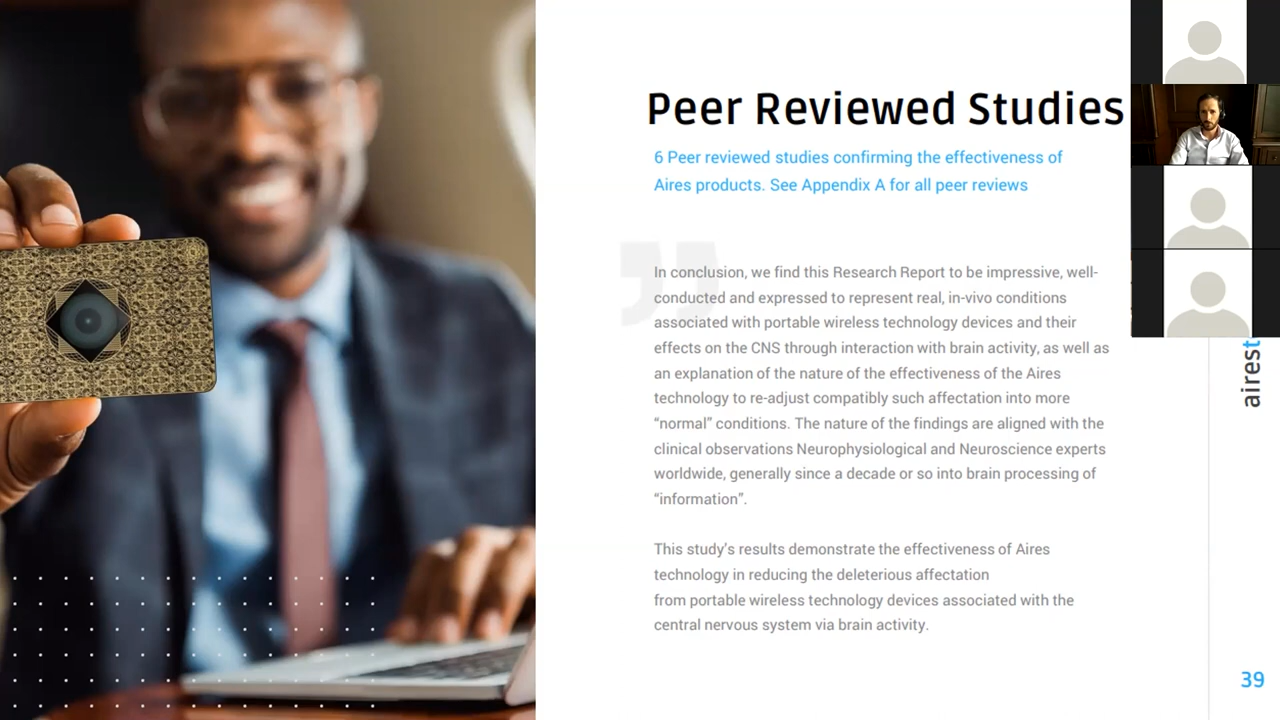 Peer Reviewed Studies
6 Peer reviewed studies confirming the effectiveness of
Aires products. See Appendix A for all peer reviews
In conclusion, we find this Research Report to be impressive, well-
conducted and expressed to represent real, in-vivo conditions
associated with portable wireless technology devices and their
effects on the CNS through interaction with brain activity, as well as
an explanation of the nature of the effectiveness of the Aires
technology to re-adjust compatibly such affectation into more
“normal” conditions. The nature of the findings are aligned with the
clinical observations Neurophysiological and Neuroscience experts
worldwide, generally since a decade or so into brain processing of
“information”.
This study’s results demonstrate the effectiveness of Aires
technology in reducing the deleterious affectation
from portable wireless technology devices associated with the
central nervous system via brain activity.
airest
39